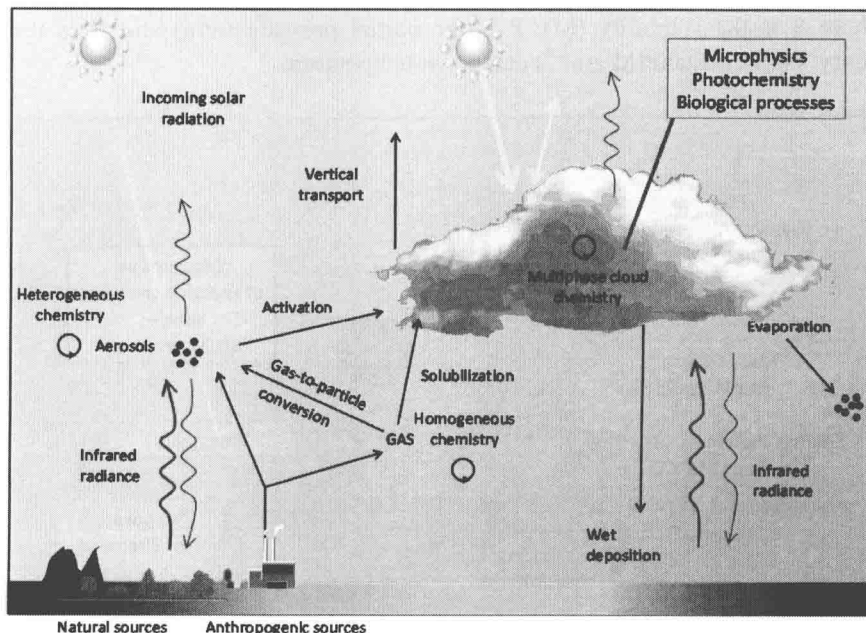 Microphysics
Photochemistry
Biological processes
Incoming solar
radiation
Vertical
transport
Multiphase cloud
chemistry
Heterogeneous
chemistry
Aerosols
Activation
Evaporation
Gas-to-particle
conversion
Solubilization
GAS
Homogeneous
chemistry
Infrared
radiance
Infrared
radiance
Wet
deposition
Natural sources
Anthropogenic sources